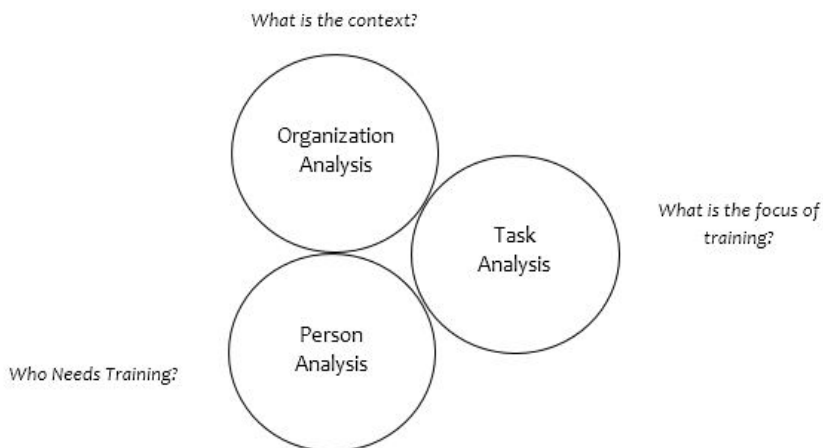 What is the context?
Organization
Analysis
Task
Analysis
What is the focus of
training?
Person
Analysis
Who Needs Training?